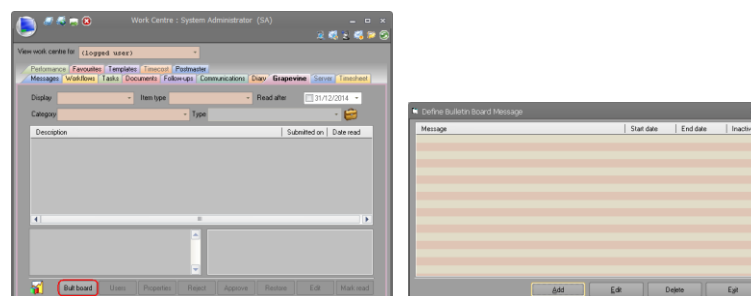 Work Centre : System Administrator (SA)
View work centre for (logged user)
Performance Favourites Templates Timecost Postmaster
Messages Workflows Tasks Documents Follow-ups Communications Diary Grapevine Server Timesheet
Display Item type Read after 31/12/2014
Category Type
Description Submitted on Date read
Bull board Users Properties Reject Approve Restore Edit Mark read
Define Bulletin Board Message
Message Start date End date Inactiv
Add Edit Delete Exit